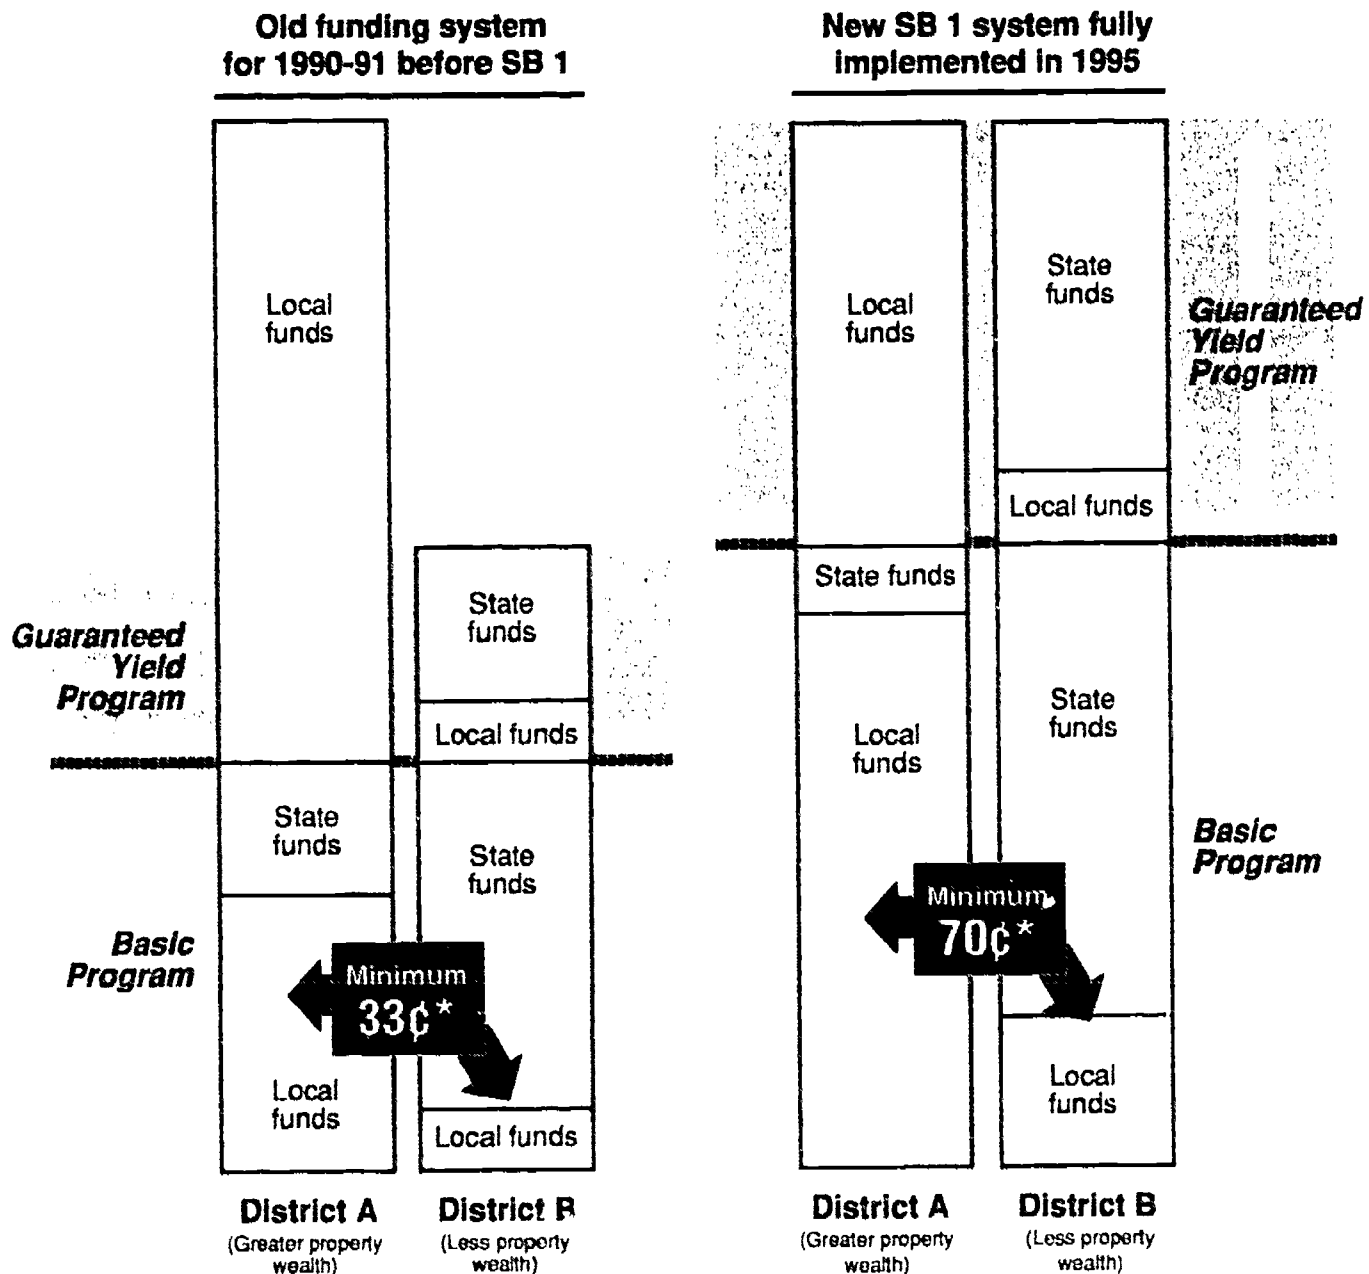 Old funding system
for 1990-91 before SB 1
Local
funds
Guaranteed
Yield
Program
State
funds
Local funds
State
funds
State
funds
Basic
Program
Minimum
33¢*
Local
funds
Local funds
District A
(Greater property
wealth)
District B
(Less property
wealth)
New SB 1 system fully
implemented in 1995
Local
funds
State
funds
Guaranteed
Yield
Program
Local funds
State funds
Local
funds
State
funds
Basic
Program
Minimum
70¢*
Local
funds
District A
(Greater property
wealth)
District B
(Less property
wealth)